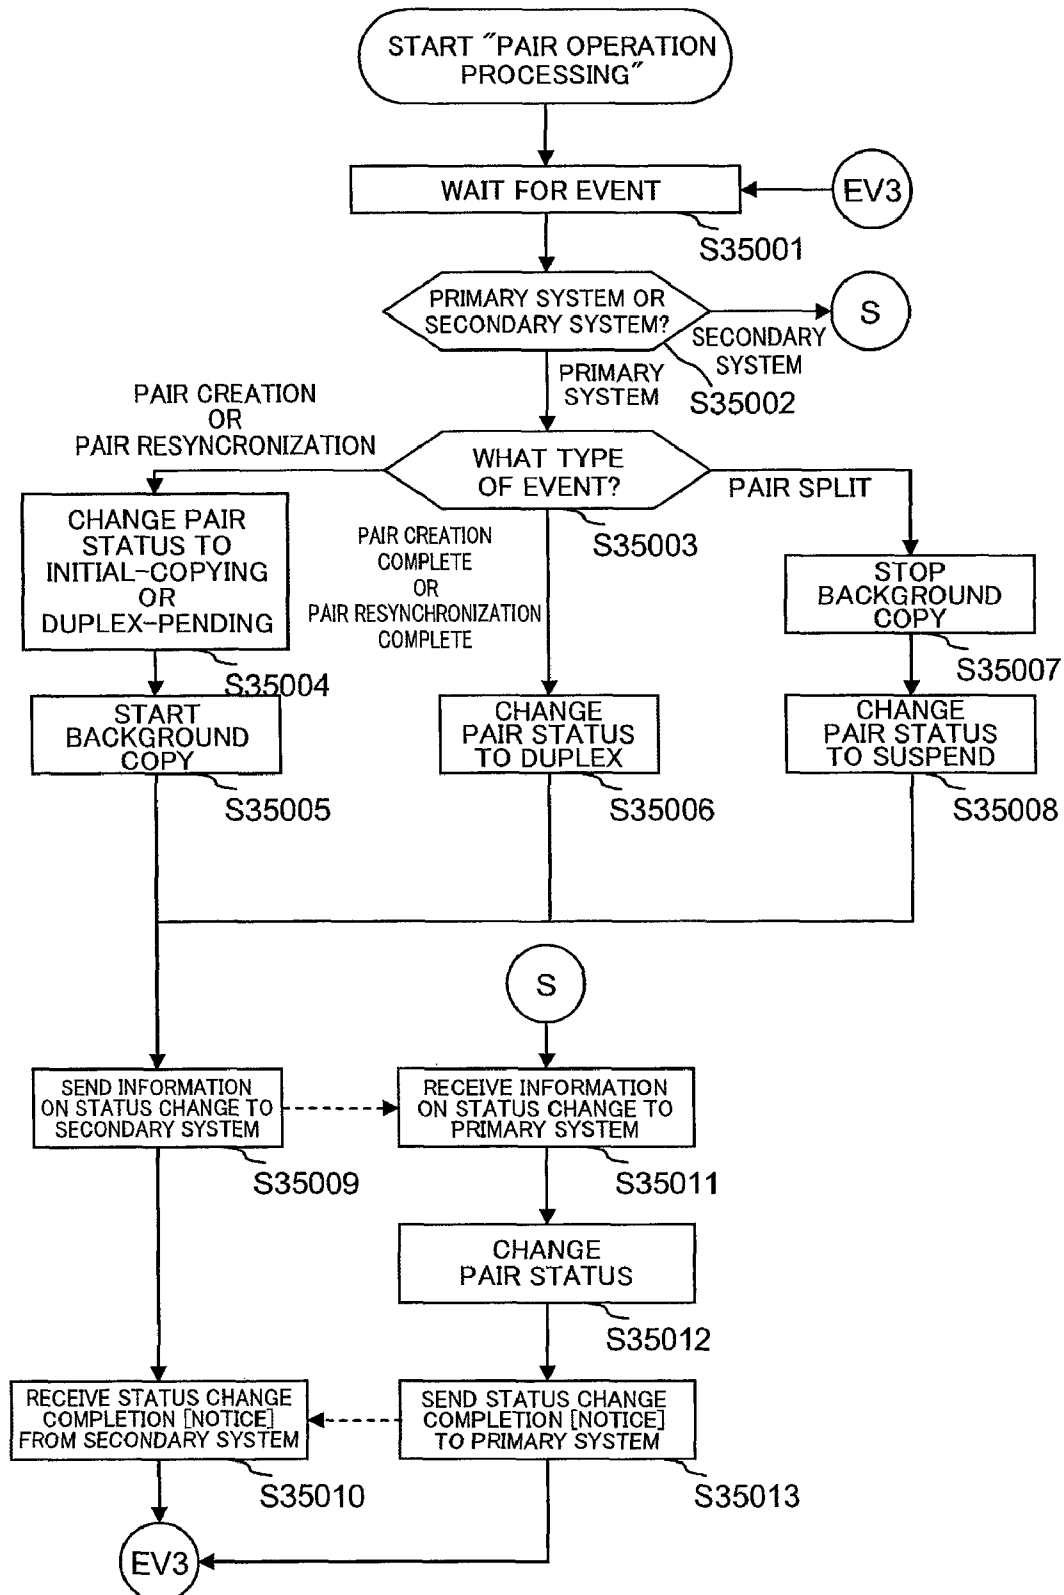 START "PAIR OPERATION
PROCESSING"
WAIT FOR EVENT
EV3
S35001
PRIMARY SYSTEM OR
SECONDARY SYSTEM?
S
SECONDARY
SYSTEM
PRIMARY
SYSTEM
S35002
PAIR CREATION
OR
PAIR RESYNCRONIZATION
WHAT TYPE
OF EVENT?
PAIR SPLIT
S35003
CHANGE PAIR
STATUS TO
INITIAL-COPYING
OR
DUPLEX-PENDING
S35004
PAIR CREATION
COMPLETE
OR
PAIR RESYNCHRONIZATION
COMPLETE
STOP
BACKGROUND
COPY
S35007
START
BACKGROUND
COPY
S35005
CHANGE
PAIR STATUS
TO DUPLEX
S35006
CHANGE
PAIR STATUS
TO SUSPEND
S35008
S
SEND INFORMATION
ON STATUS CHANGE TO
SECONDARY SYSTEM
S35009
RECEIVE INFORMATION
ON STATUS CHANGE TO
PRIMARY SYSTEM
S35011
CHANGE
PAIR STATUS
S35012
RECEIVE STATUS CHANGE
COMPLETION [NOTICE]
FROM SECONDARY SYSTEM
S35010
SEND STATUS CHANGE
COMPLETION [NOTICE]
TO PRIMARY SYSTEM
S35013
EV3